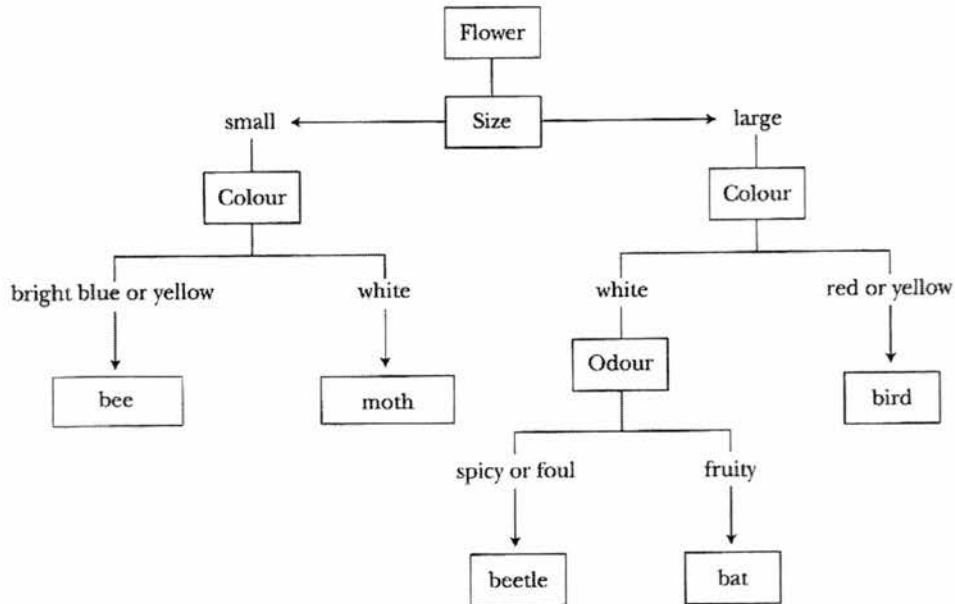 Flower
small
Size
large
Colour
Colour
bright blue or yellow
white
white
red or yellow
bee
moth
Odour
bird
spicy or foul
fruity
beetle
bat